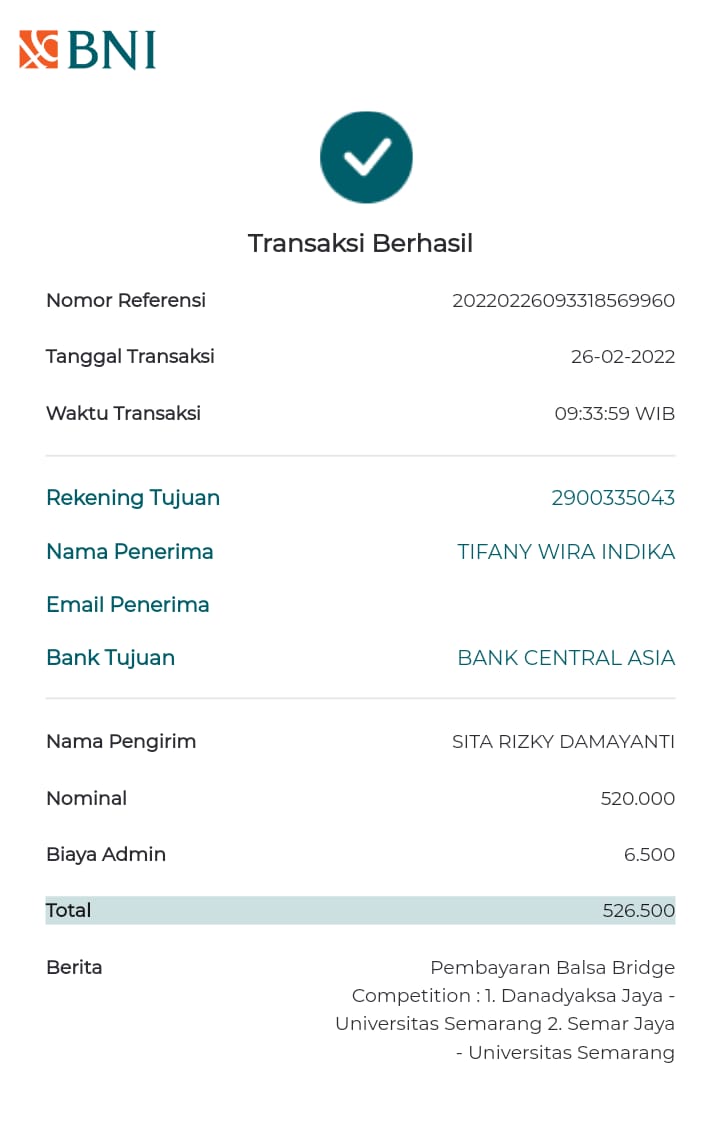 BNI
Transaksi Berhasil
Nomor Referensi 20220226093318569960
Tanggal Transaksi 26-02-2022
Waktu Transaksi 09:33:59 WIB
Rekening Tujuan 2900335043
Nama Penerima TIFANY WIRA INDIKA
Email Penerima
Bank Tujuan BANK CENTRAL ASIA
Nama Pengirim SITA RIZKY DAMAYANTI
Nominal 520.000
Biaya Admin 6.500
Total 526.500
Berita Pembayaran Balsa Bridge
Competition : 1. Danadyaksa Jaya -
Universitas Semarang 2. Semar Jaya
- Universitas Semarang